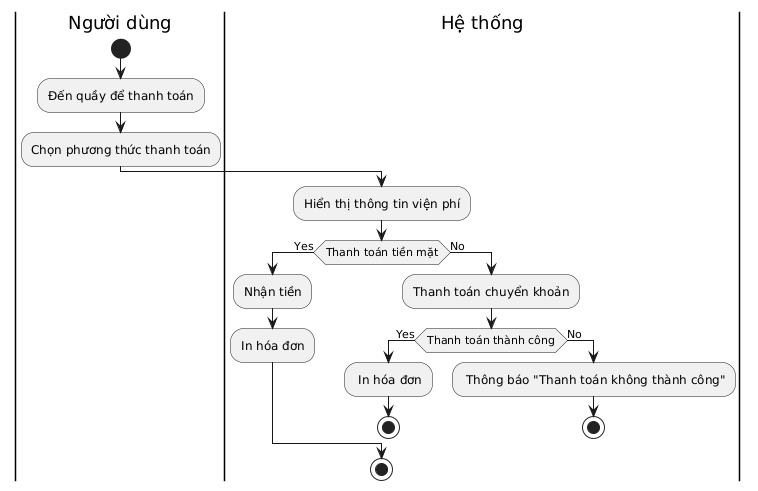 Người dùng
Hệ thống
Đến quầy để thanh toán
Chọn phương thức thanh toán
Hiển thị thông tin viện phí
Yes
Thanh toán tiền mặt
No
Nhận tiền
Thanh toán chuyển khoản
In hóa đơn
Yes
Thanh toán thành công
No
In hóa đơn
Thông báo "Thanh toán không thành công"